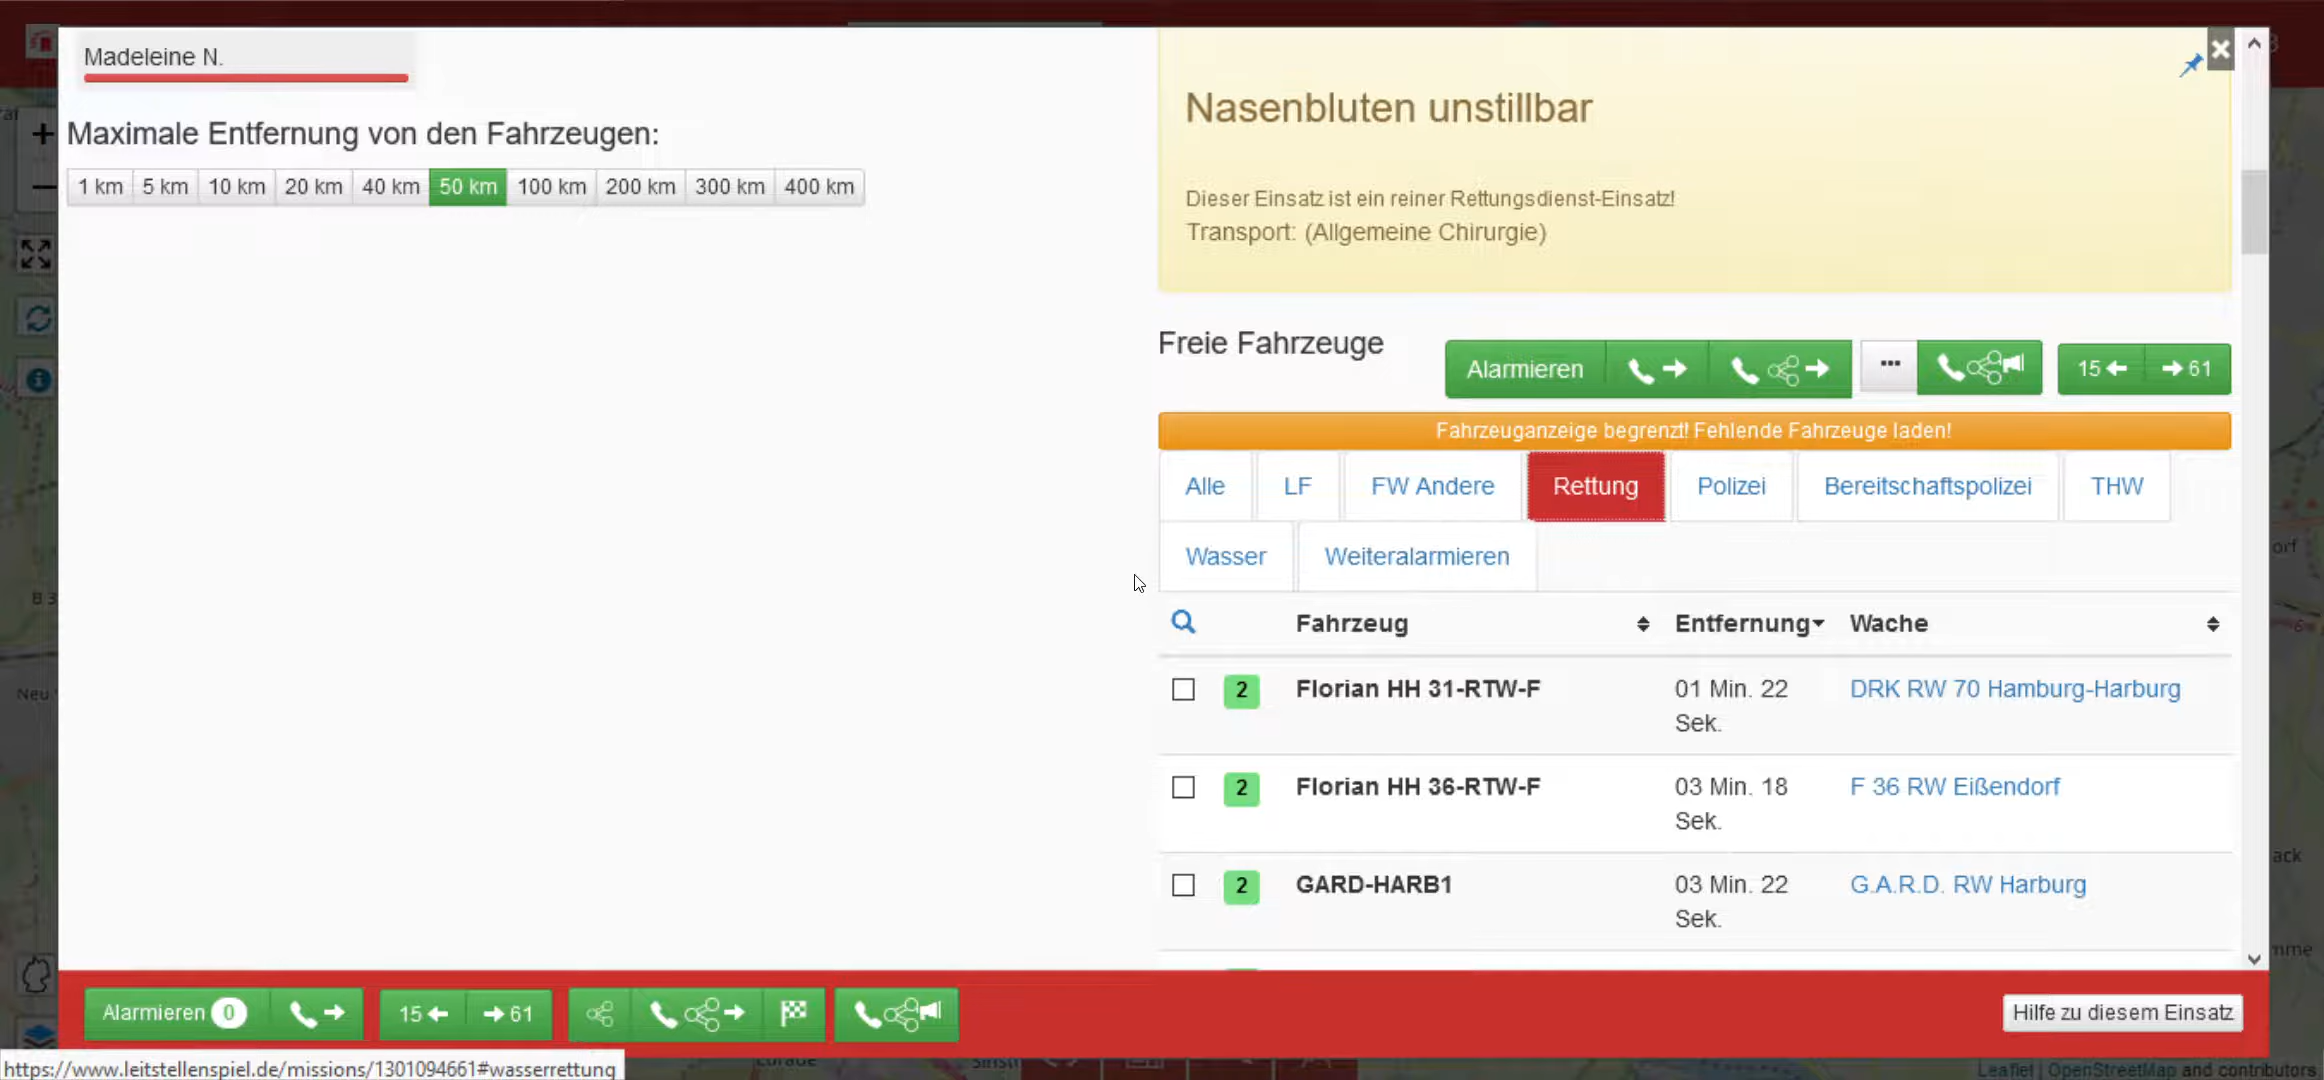 Madeleine N.
Maximale Entfernung von den Fahrzeugen:
1 km 5 km 10 km 20 km 40 km 50 km 100 km 200 km 300 km 400 km
Nasenbluten unstillbar
Dieser Einsatz ist ein reiner Rettungsdienst-Einsatz!
Transport: (Allgemeine Chirurgie)
Freie Fahrzeuge
Alarmieren ... 15 61
Fahrzeuganzeige begrenzt! Fehlende Fahrzeuge laden!
Alle LF FW Andere Rettung Polizei Bereitschaftspolizei THW
Wasser Weiteralarmieren
Fahrzeug Entfernung Wache
2 Florian HH 31-RTW-F 01 Min. 22 DRK RW 70 Hamburg-Harburg
Sek.
2 Florian HH 36-RTW-F 03 Min. 18 F 36 RW Eißendorf
Sek.
2 GARD-HARB1 03 Min. 22 G.A.R.D. RW Harburg
Sek.
Alarmieren 0 15 61
Hilfe zu diesem Einsatz
https://www.leitstellenspiel.de/missions/1301094661#wasserrettung
Leaflet | OpenStreetMap and contributors
B 3
Neu
orf
ack
mme